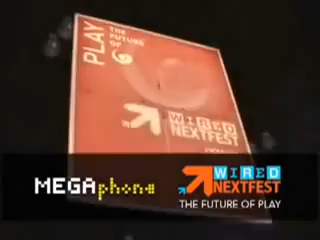 PLAY
THE
FUTURE
OF
WIRED
NEXTFEST
MEGAphone
WIRED
NEXTFEST
THE FUTURE OF PLAY